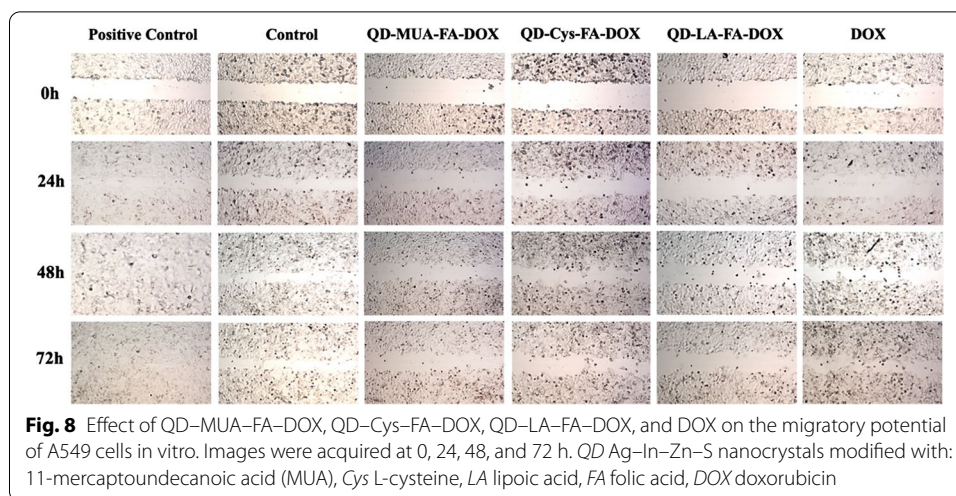 Positive Control Control QD-MUA-FA-DOX QD-Cys-FA-DOX QD-LA-FA-DOX DOX
0h
24h
48h
72h
Fig. 8 Effect of QD–MUA–FA–DOX, QD–Cys–FA–DOX, QD–LA–FA–DOX, and DOX on the migratory potential
of A549 cells in vitro. Images were acquired at 0, 24, 48, and 72 h. QD Ag–In–Zn–S nanocrystals modified with:
11-mercaptoundecanoic acid (MUA), Cys L-cysteine, LA lipoic acid, FA folic acid, DOX doxorubicin